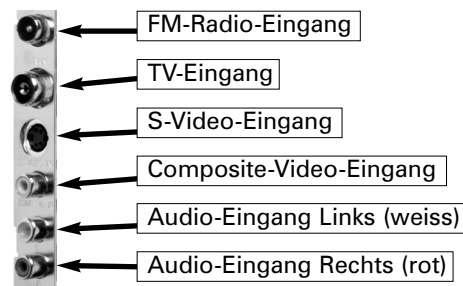 FM-Radio-Eingang
TV-Eingang
S-Video-Eingang
Composite-Video-Eingang
Audio-Eingang Links (weiss)
Audio-Eingang Rechts (rot)